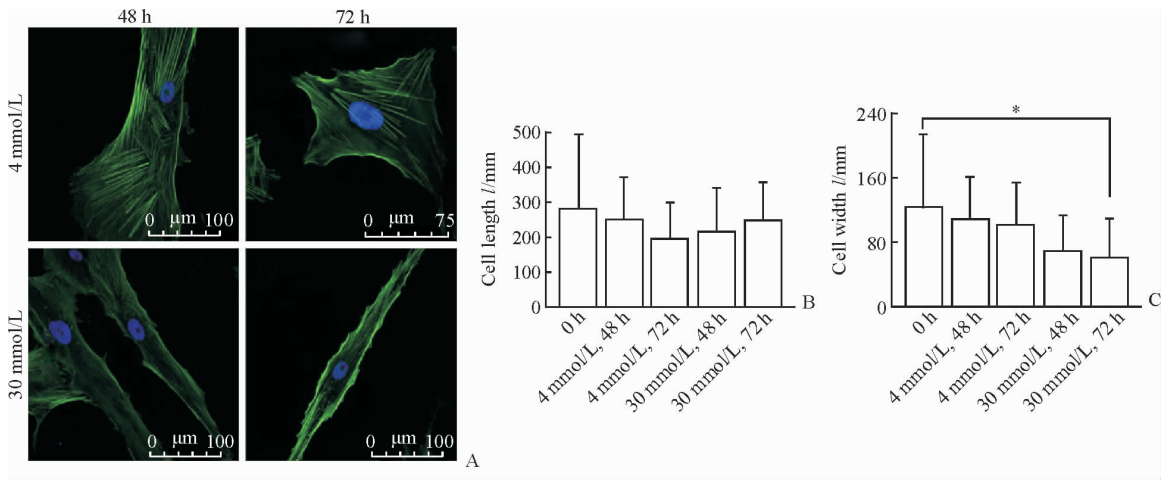 48 h
72 h
4 mmol/L
30 mmol/L
0 μm 100
0 μm 75
0 μm 100
0 μm 100
A
Cell length l/mm
500
400
300
200
100
0
0 h
4 mmol/L, 48 h
4 mmol/L, 72 h
30 mmol/L, 48 h
30 mmol/L, 72 h
B
Cell width l/mm
240
160
80
0
*
0 h
4 mmol/L, 48 h
4 mmol/L, 72 h
30 mmol/L, 48 h
30 mmol/L, 72 h
C